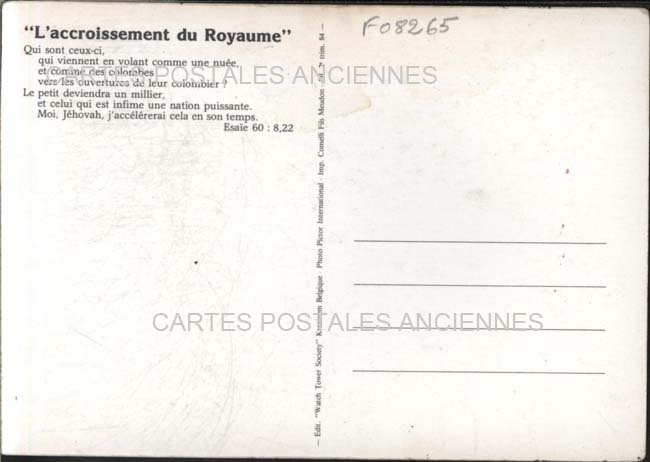 F08265
"L'accroissement du Royaume"
Qui sont ceux-ci,
qui viennent en volant comme une nuée,
et comme des colombes
vers les ouvertures de leur colombier ?
Le petit deviendra un millier,
et celui qui est infime une nation puissante.
Moi, Jéhovah, j'accélérerai cela en son temps.
Esaïe 60 : 8,22
CARTES POSTALES ANCIENNES
CARTES POSTALES ANCIENNES
— Édit. "Watch Tower Society" Belgique Photo Pictor International - Imp. Comelli Fils Meudon - trim. 84 —